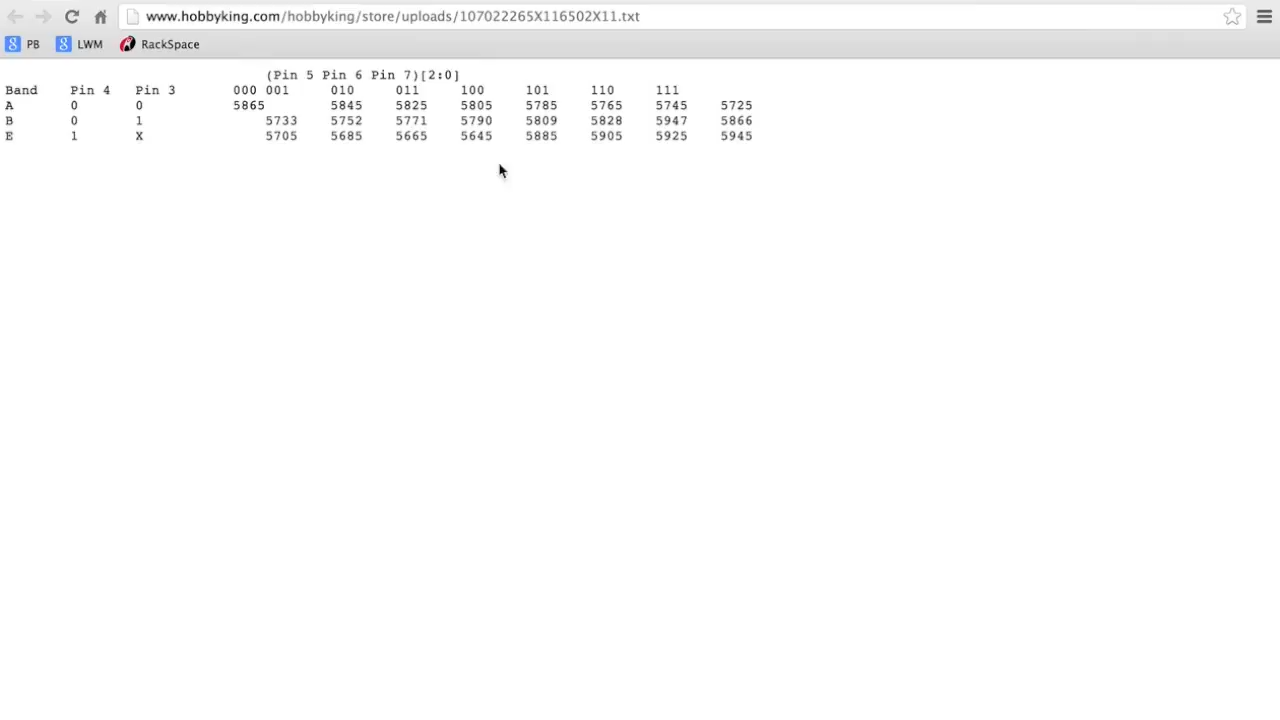 www.hobbyking.com/hobbyking/store/uploads/107022265X116502X11.txt
PB LWM RackSpace
(Pin 5 Pin 6 Pin 7)[2:0]
Band Pin 4 Pin 3 000 001 010 011 100 101 110 111
A 0 0 5865 5845 5825 5805 5785 5765 5745 5725
B 0 1 5733 5752 5771 5790 5809 5828 5947 5866
E 1 X 5705 5685 5665 5645 5885 5905 5925 5945